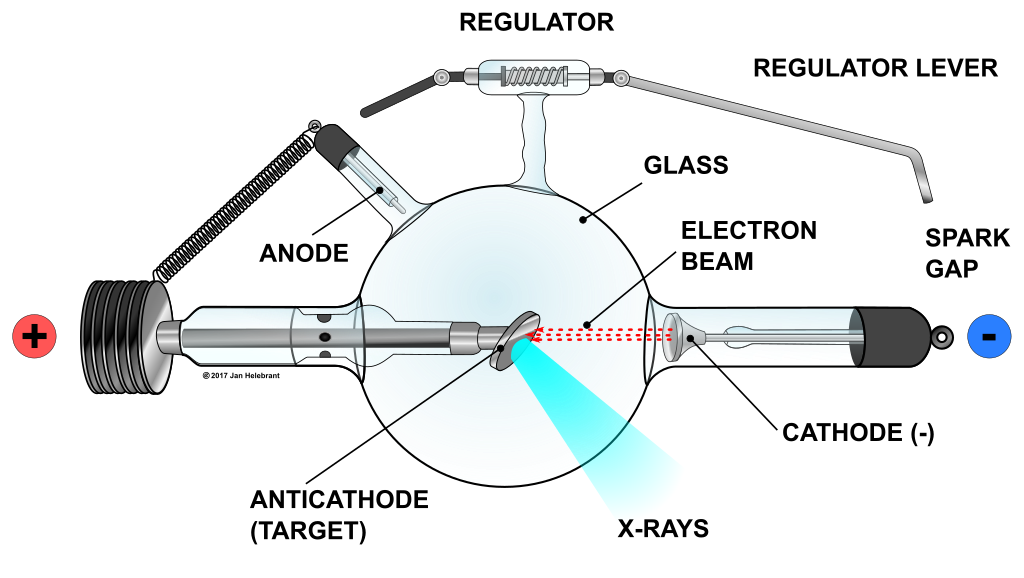 REGULATOR
REGULATOR LEVER
GLASS
ELECTRON
BEAM
SPARK
GAP
ANODE
+
-
© 2017 Jan Helebrant
CATHODE (-)
ANTICATHODE
(TARGET)
X-RAYS